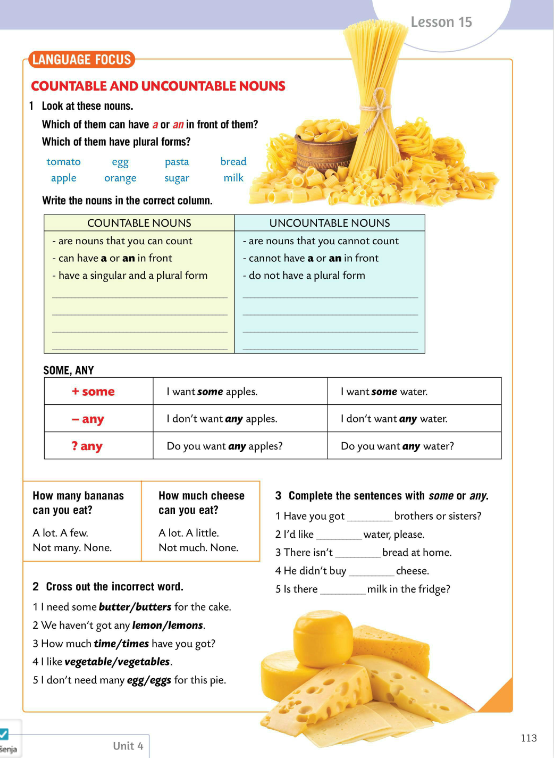 Lesson 15
LANGUAGE FOCUS
COUNTABLE AND UNCOUNTABLE NOUNS
1 Look at these nouns.
Which of them can have a or an in front of them?
Which of them have plural forms?
tomato egg pasta bread
apple orange sugar milk
Write the nouns in the correct column.
COUNTABLE NOUNS
- are nouns that you can count
- can have a or an in front
- have a singular and a plural form
UNCOUNTABLE NOUNS
- are nouns that you cannot count
- cannot have a or an in front
- do not have a plural form
SOME, ANY
+ some I want some apples. I want some water.
– any I don't want any apples. I don't want any water.
? any Do you want any apples? Do you want any water?
How many bananas
can you eat?
A lot. A few.
Not many. None.
How much cheese
can you eat?
A lot. A little.
Not much. None.
2 Cross out the incorrect word.
1 I need some butter/butters for the cake.
2 We haven't got any lemon/lemons.
3 How much time/times have you got?
4 I like vegetable/vegetables.
5 I don't need many egg/eggs for this pie.
3 Complete the sentences with some or any.
1 Have you got ________ brothers or sisters?
2 I'd like ________ water, please.
3 There isn't ________ bread at home.
4 He didn't buy ________ cheese.
5 Is there ________ milk in the fridge?
Unit 4
113